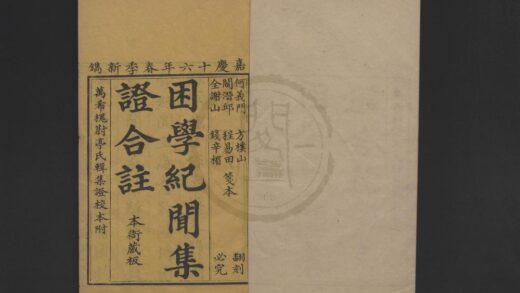 嘉慶十六年春季新鐫
何義門 方樸山 翻刻
閻潛邱 程易田 箋本
全謝山 錢辛楣 必究
困學紀聞集
證合註
本衙藏板
萬希槐蔚亭氏輯集證校本附